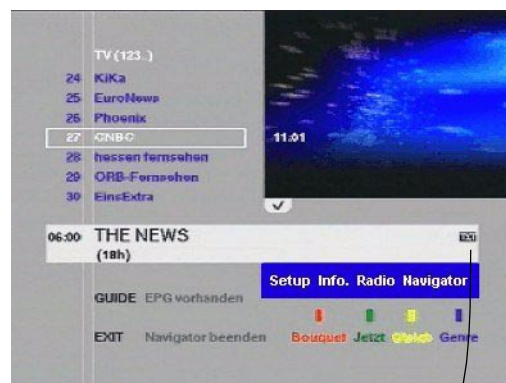 TV (123..)
24 KiKa
25 EuroNews
26 Phoenix
27 CNBC
28 hessen fernsehen
29 ORB-Fernsehen
30 EinsExtra
11:01
06:00 THE NEWS
(18h)
Setup Info. Radio Navigator
GUIDE EPG vorhanden
EXIT Navigator beenden
Bouquet Jetzt Gleich Genre